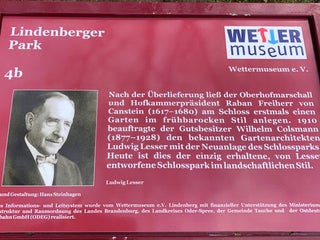 Lindenberger
Park
4b
WETTER
museum
Wettermuseum e. V.
Nach der Überlieferung ließ der Oberhofmarschall
und Hofkammerpräsident Raban Freiherr von
Canstein (1617–1680) am Schloss erstmals einen
Garten im frühbarocken Stil anlegen. 1910
beauftragte der Gutsbesitzer Wilhelm Colsmann
(1877–1928) den bekannten Gartenarchitekten
Ludwig Lesser mit der Neuanlage des Schlossparks.
Heute ist dies der einzig erhaltene, von Lesser
entworfene Schlosspark im landschaftlichen Stil.
Ludwig Lesser
und Gestaltung: Hans Steinhagen
s Informations- und Leitsystem wurde vom Wettermuseum e.V. Lindenberg mit finanzieller Unterstützung des Ministeriums
struktur und Raumordnung des Landes Brandenburg, des Landkreises Oder-Spree, der Gemeinde Tauche und der Ostdeutschen
bahn GmbH (ODEG) realisiert.